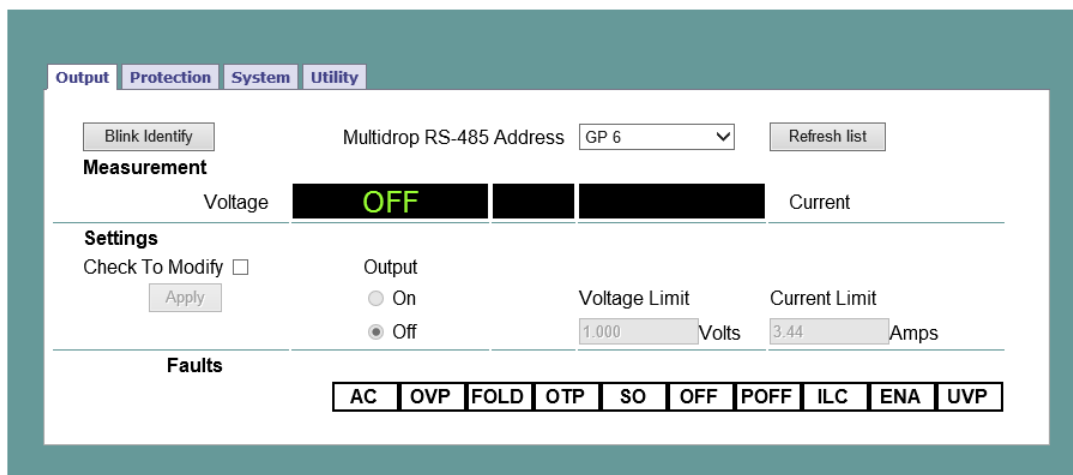 Output Protection System Utility
Blink Identify Multidrop RS-485 Address GP 6 Refresh list
Measurement
Voltage OFF Current
Settings
Check To Modify Output
Apply On Voltage Limit Current Limit
Off 1.000 Volts 3.44 Amps
Faults
AC OVP FOLD OTP SO OFF POFF ILC ENA UVP